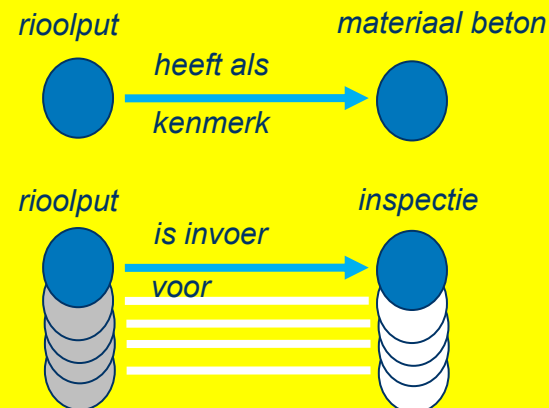 rioolput
materiaal beton
heeft als
kenmerk
rioolput
inspectie
is invoer
voor